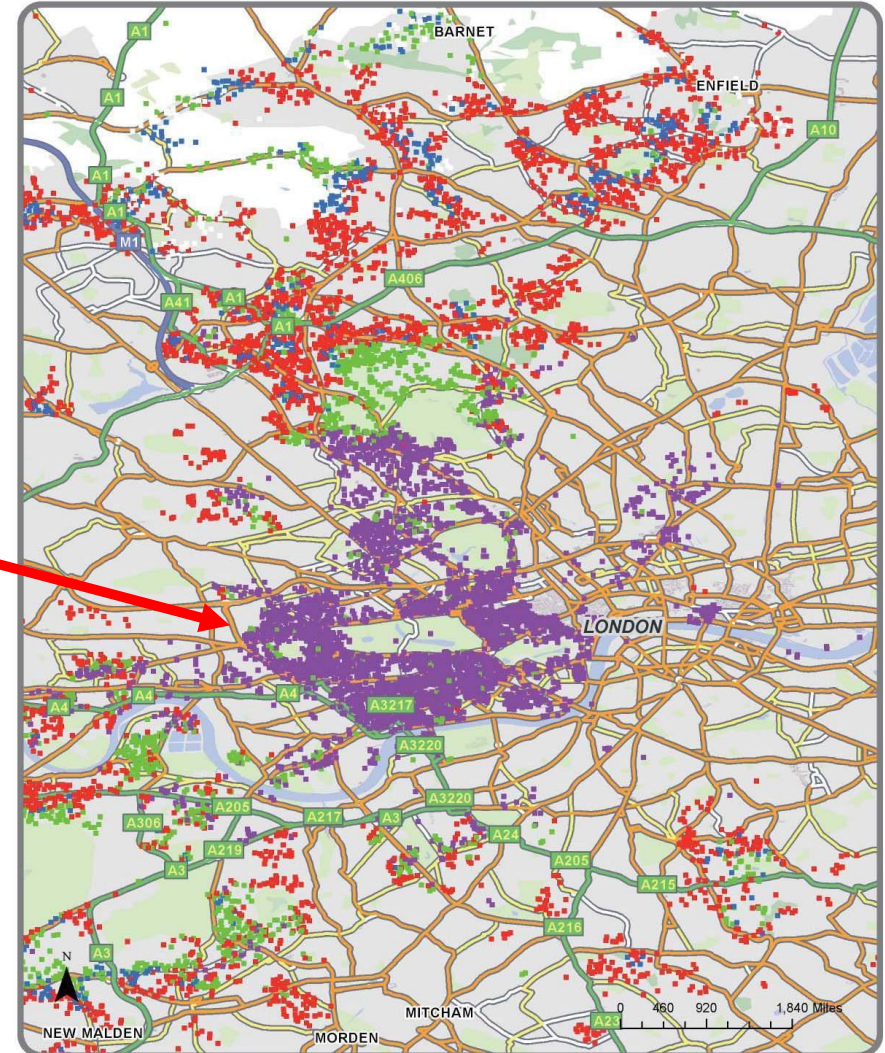 A1
BARNET
ENFIELD
A1
A10
A1
A1
M1
A406
A41
A1
A1
LONDON
A4
A4
A4
A3217
A3220
A3220
A205
A217
A3
A306
A24
A219
A205
A3
A215
A216
A3
N
MITCHAM
0 460 920 1,840 Miles
A23
NEW MALDEN
MORDEN